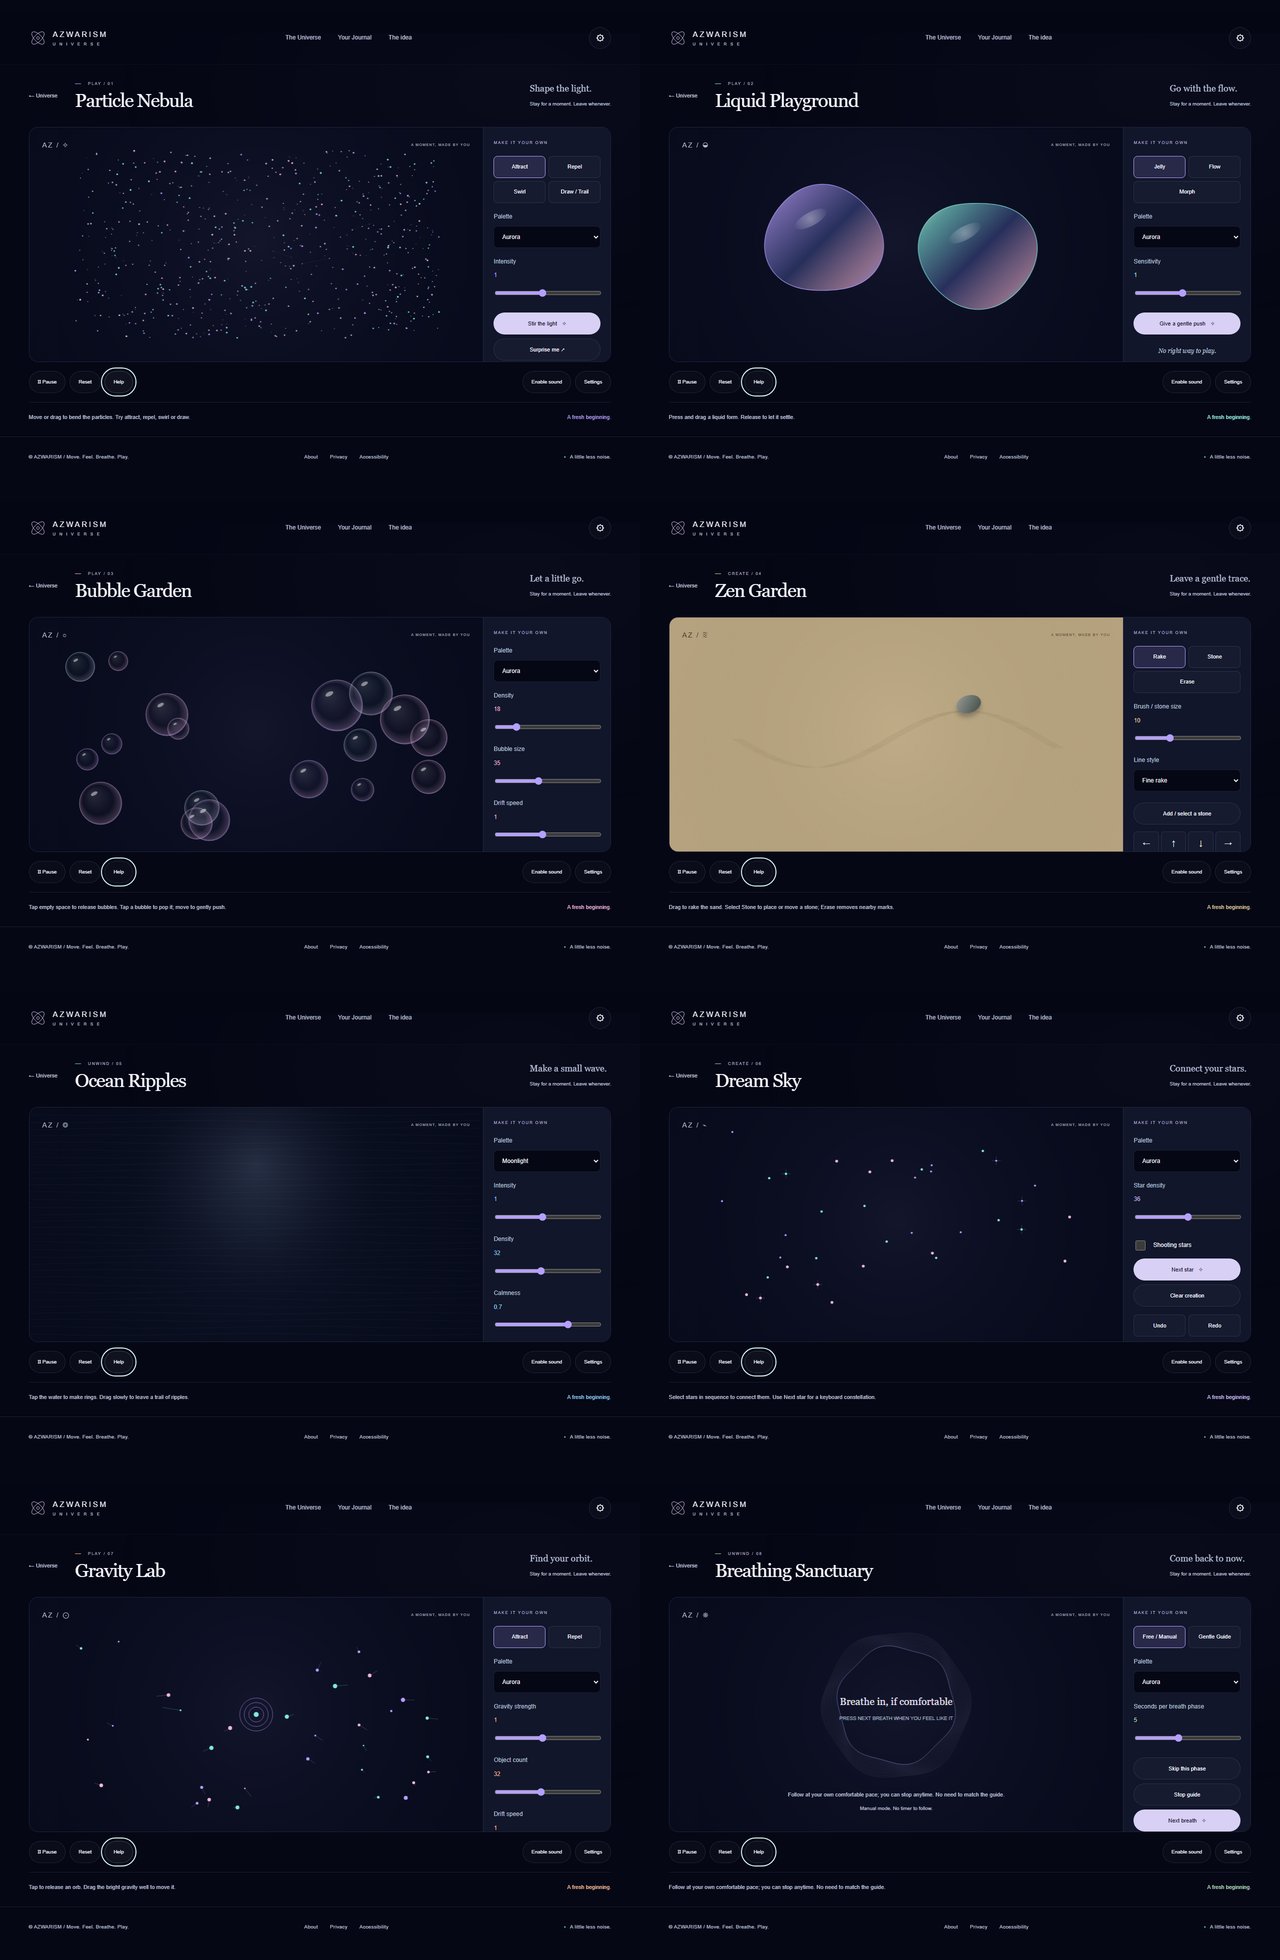 AZWARISM
UNIVERSE
The Universe
Your Journal
The idea
← Universe
PLAY / 01
Particle Nebula
Shape the light.
Stay for a moment. Leave whenever.
AZ /
A MOMENT, MADE BY YOU
MAKE IT YOUR OWN
Attract
Repel
Swirl
Draw / Trail
Palette
Aurora
Intensity
1
Stir the light
Surprise me ↗
Pause
Reset
Help
Enable sound
Settings
Move or drag to bend the particles. Try attract, repel, swirl or draw.
A fresh beginning.
© AZWARISM / Move. Feel. Breathe. Play.
About
Privacy
Accessibility
A little less noise.
AZWARISM
UNIVERSE
The Universe
Your Journal
The idea
← Universe
PLAY / 02
Liquid Playground
Go with the flow.
Stay for a moment. Leave whenever.
AZ /
A MOMENT, MADE BY YOU
MAKE IT YOUR OWN
Jelly
Flow
Morph
Palette
Aurora
Sensitivity
1
Give a gentle push
No right way to play.
Pause
Reset
Help
Enable sound
Settings
Press and drag a liquid form. Release to let it settle.
A fresh beginning.
© AZWARISM / Move. Feel. Breathe. Play.
About
Privacy
Accessibility
A little less noise.
AZWARISM
UNIVERSE
The Universe
Your Journal
The idea
← Universe
PLAY / 03
Bubble Garden
Let a little go.
Stay for a moment. Leave whenever.
AZ /
A MOMENT, MADE BY YOU
MAKE IT YOUR OWN
Palette
Aurora
Density
18
Bubble size
35
Drift speed
1
Pause
Reset
Help
Enable sound
Settings
Tap empty space to release bubbles. Tap a bubble to pop it; move to gently push.
A fresh beginning.
© AZWARISM / Move. Feel. Breathe. Play.
About
Privacy
Accessibility
A little less noise.
AZWARISM
UNIVERSE
The Universe
Your Journal
The idea
← Universe
CREATE / 04
Zen Garden
Leave a gentle trace.
Stay for a moment. Leave whenever.
AZ /
A MOMENT, MADE BY YOU
MAKE IT YOUR OWN
Rake
Stone
Erase
Brush / stone size
10
Line style
Fine rake
Add / select a stone
← ↑ ↓ →
Pause
Reset
Help
Enable sound
Settings
Drag to rake the sand. Select Stone to place or move a stone; Erase removes nearby marks.
A fresh beginning.
© AZWARISM / Move. Feel. Breathe. Play.
About
Privacy
Accessibility
A little less noise.
AZWARISM
UNIVERSE
The Universe
Your Journal
The idea
← Universe
UNWIND / 05
Ocean Ripples
Make a small wave.
Stay for a moment. Leave whenever.
AZ /
A MOMENT, MADE BY YOU
MAKE IT YOUR OWN
Palette
Moonlight
Intensity
1
Density
32
Calmness
0.7
Pause
Reset
Help
Enable sound
Settings
Tap the water to make rings. Drag slowly to leave a trail of ripples.
A fresh beginning.
© AZWARISM / Move. Feel. Breathe. Play.
About
Privacy
Accessibility
A little less noise.
AZWARISM
UNIVERSE
The Universe
Your Journal
The idea
← Universe
CREATE / 06
Dream Sky
Connect your stars.
Stay for a moment. Leave whenever.
AZ /
A MOMENT, MADE BY YOU
MAKE IT YOUR OWN
Palette
Aurora
Star density
36
Shooting stars
Next star
Clear creation
Undo
Redo
Pause
Reset
Help
Enable sound
Settings
Select stars in sequence to connect them. Use Next star for a keyboard constellation.
A fresh beginning.
© AZWARISM / Move. Feel. Breathe. Play.
About
Privacy
Accessibility
A little less noise.
AZWARISM
UNIVERSE
The Universe
Your Journal
The idea
← Universe
PLAY / 07
Gravity Lab
Find your orbit.
Stay for a moment. Leave whenever.
AZ /
A MOMENT, MADE BY YOU
MAKE IT YOUR OWN
Attract
Repel
Palette
Aurora
Gravity strength
1
Object count
32
Drift speed
1
Pause
Reset
Help
Enable sound
Settings
Tap to release an orb. Drag the bright gravity well to move it.
A fresh beginning.
© AZWARISM / Move. Feel. Breathe. Play.
About
Privacy
Accessibility
A little less noise.
AZWARISM
UNIVERSE
The Universe
Your Journal
The idea
← Universe
UNWIND / 08
Breathing Sanctuary
Come back to now.
Stay for a moment. Leave whenever.
AZ /
A MOMENT, MADE BY YOU
Breathe in, if comfortable
PRESS NEXT BREATH WHEN YOU FEEL LIKE IT
Follow at your own comfortable pace; you can stop anytime. No need to match the guide.
Manual mode. No timer to follow.
MAKE IT YOUR OWN
Free / Manual
Gentle Guide
Palette
Aurora
Seconds per breath phase
5
Skip this phase
Stop guide
Next breath
Pause
Reset
Help
Enable sound
Settings
Follow at your own comfortable pace; you can stop anytime. No need to match the guide.
A fresh beginning.
© AZWARISM / Move. Feel. Breathe. Play.
About
Privacy
Accessibility
A little less noise.